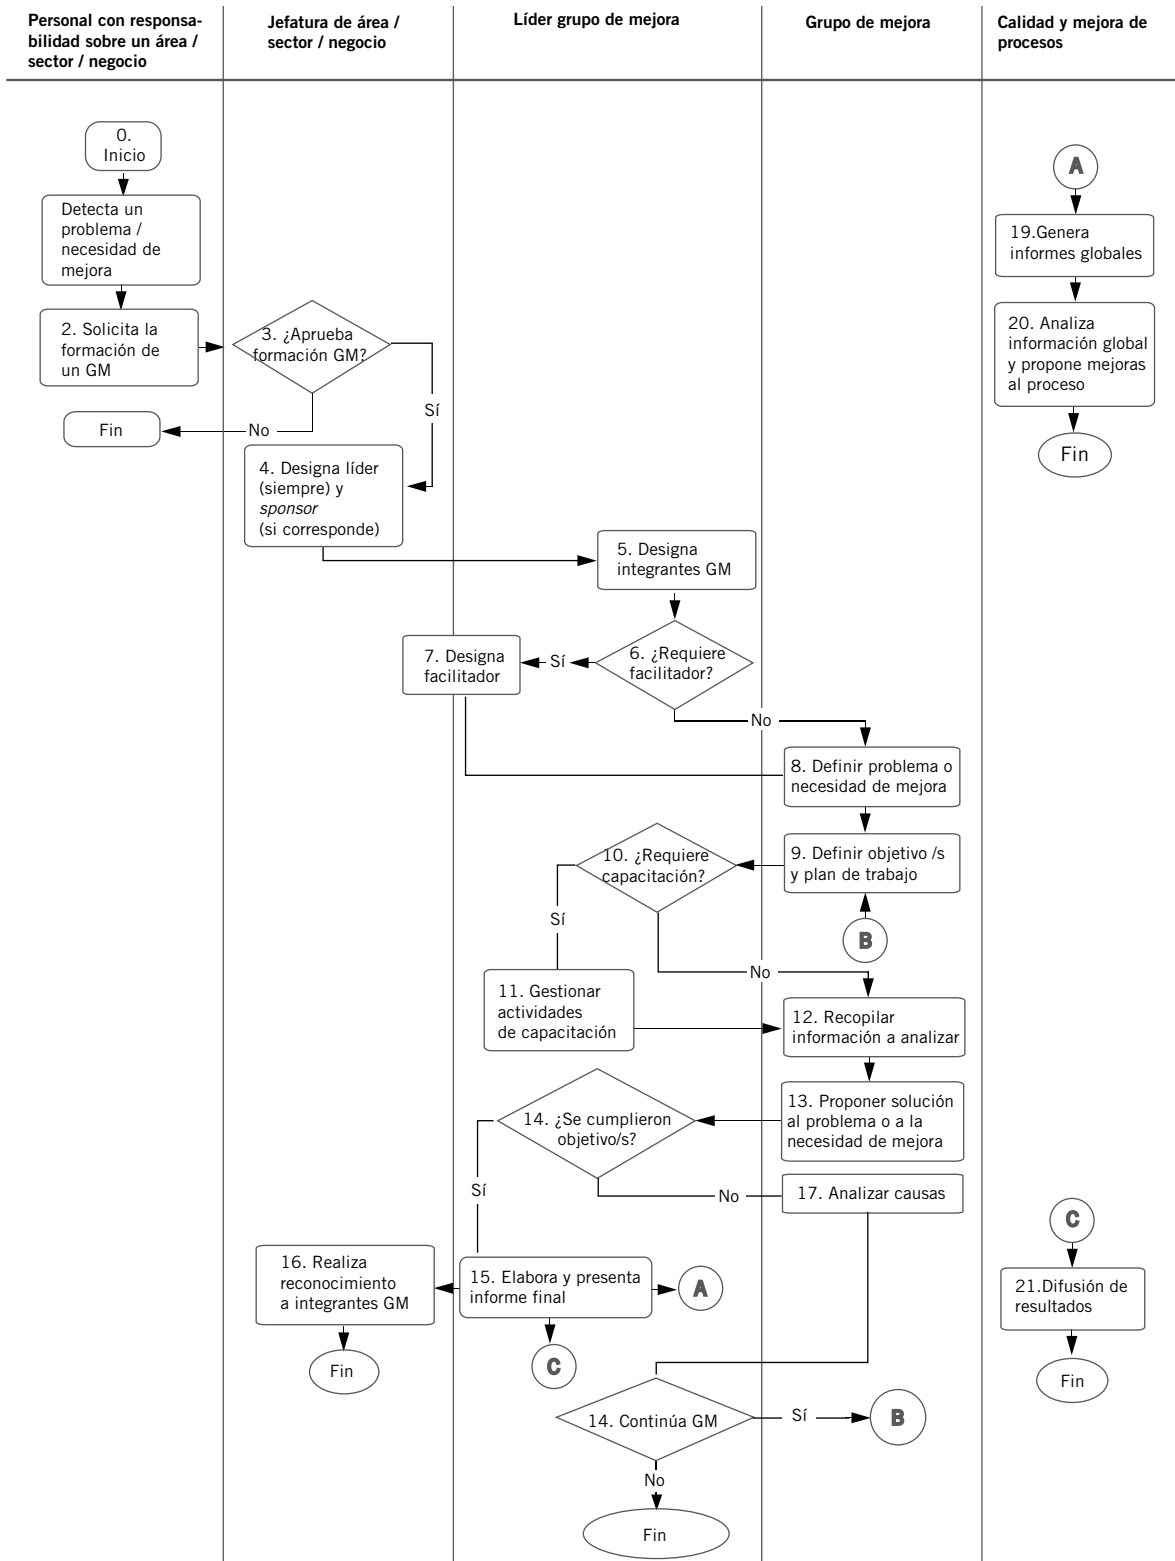 Personal con responsa-
bilidad sobre un área /
sector / negocio
Jefatura de área /
sector / negocio
Líder grupo de mejora
Grupo de mejora
Calidad y mejora de
procesos
0.
Inicio
Detecta un
problema /
necesidad de
mejora
2. Solicita la
formación de
un GM
3. ¿Aprueba
formación GM?
Sí
No
Fin
4. Designa líder
(siempre) y
sponsor
(si corresponde)
5. Designa
integrantes GM
6. ¿Requiere
facilitador?
Sí
7. Designa
facilitador
No
8. Definir problema o
necesidad de mejora
9. Definir objetivo /s
y plan de trabajo
B
10. ¿Requiere
capacitación?
Sí
No
11. Gestionar
actividades
de capacitación
12. Recopilar
información a analizar
13. Proponer solución
al problema o a la
necesidad de mejora
14. ¿Se cumplieron
objetivo/s?
Sí
No
17. Analizar causas
15. Elabora y presenta
informe final
A
C
16. Realiza
reconocimiento
a integrantes GM
Fin
14. Continúa GM
Sí
B
No
Fin
A
19.Genera
informes globales
20. Analiza
información global
y propone mejoras
al proceso
Fin
C
21.Difusión de
resultados
Fin